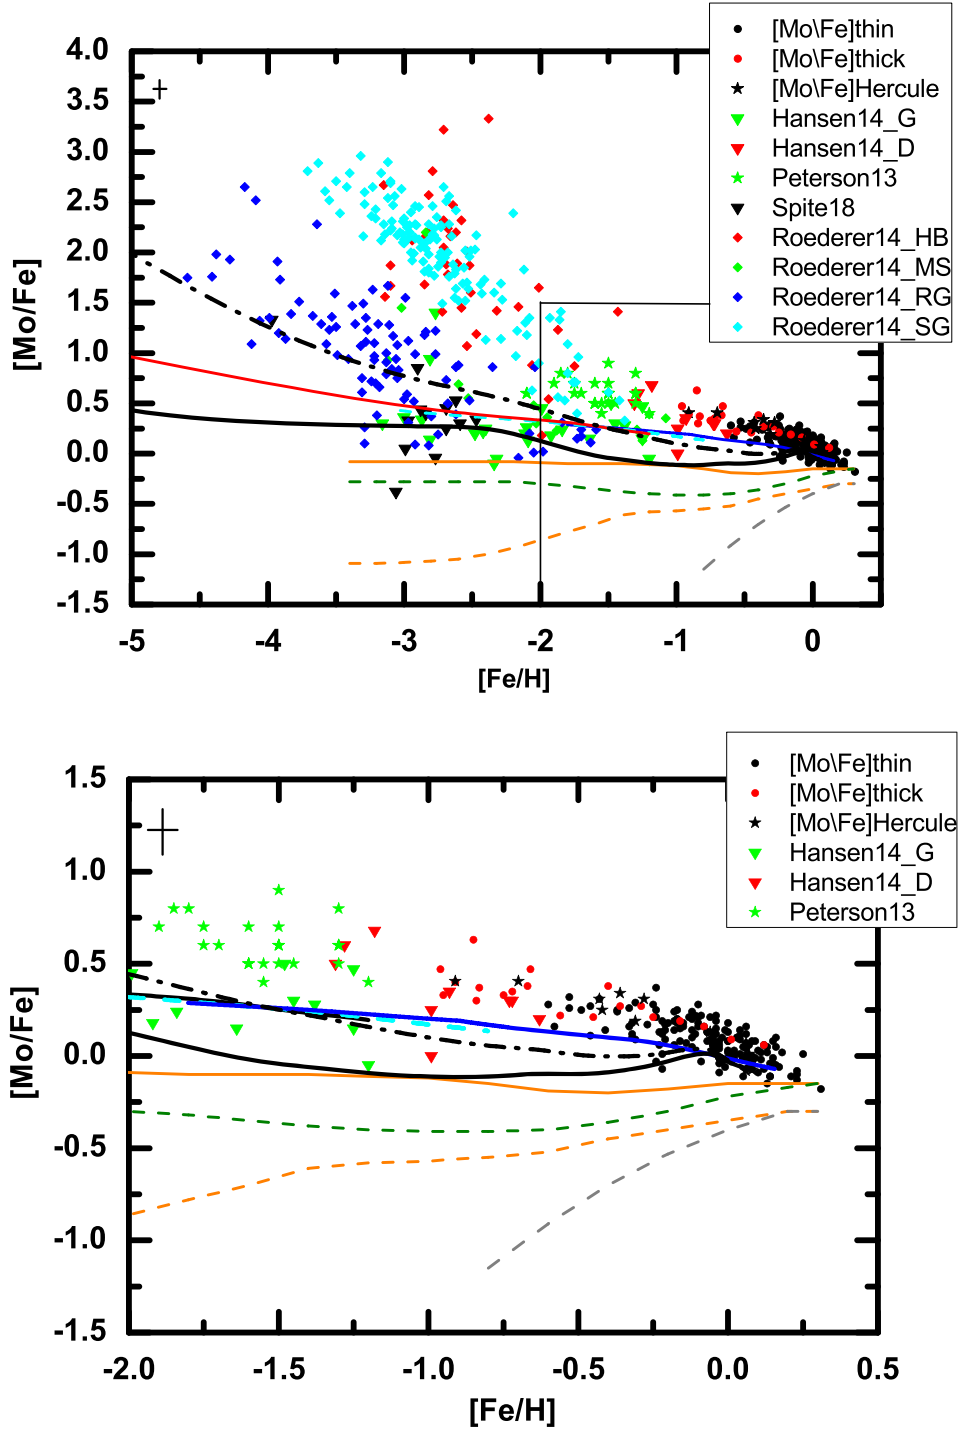 [Mo\Fe]thin
[Mo\Fe]thick
[Mo\Fe]Hercule
Hansen14_G
Hansen14_D
Peterson13
Spite18
Roederer14_HB
Roederer14_MS
Roederer14_RG
Roederer14_SG
4.0
3.5
3.0
2.5
2.0
1.5
1.0
0.5
0.0
-0.5
-1.0
-1.5
[Mo/Fe]
-5 -4 -3 -2 -1 0
[Fe/H]
[Mo\Fe]thin
[Mo\Fe]thick
[Mo\Fe]Hercule
Hansen14_G
Hansen14_D
Peterson13
1.5
1.0
0.5
0.0
-0.5
-1.0
-1.5
[Mo/Fe]
-2.0 -1.5 -1.0 -0.5 0.0 0.5
[Fe/H]